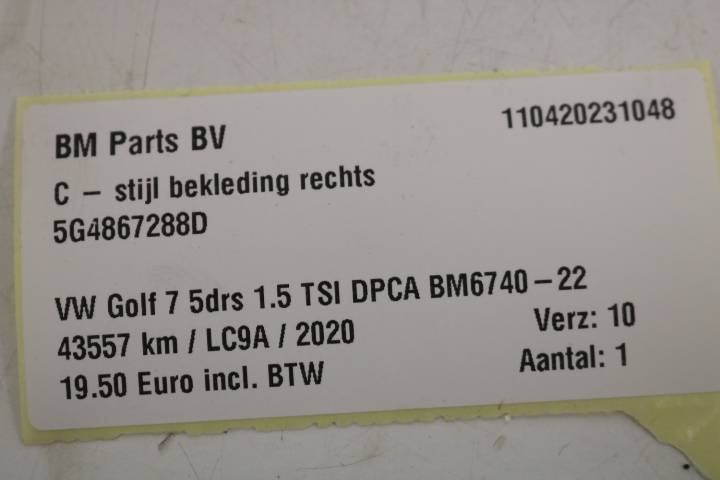 BM Parts BV 110420231048
C – stijl bekleding rechts
5G4867288D
VW Golf 7 5drs 1.5 TSI DPCA BM6740–22
43557 km / LC9A / 2020 Verz: 10
19.50 Euro incl. BTW Aantal: 1